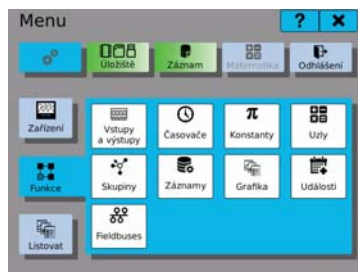 Menu
?
x
Úložiště
Záznam
Matematika
Odhlášení
Zařízení
Vstupy
a výstupy
Časovače
π
Konstanty
Uzly
Funkce
Skupiny
Záznamy
Grafika
Události
Listovat
Fieldbuses